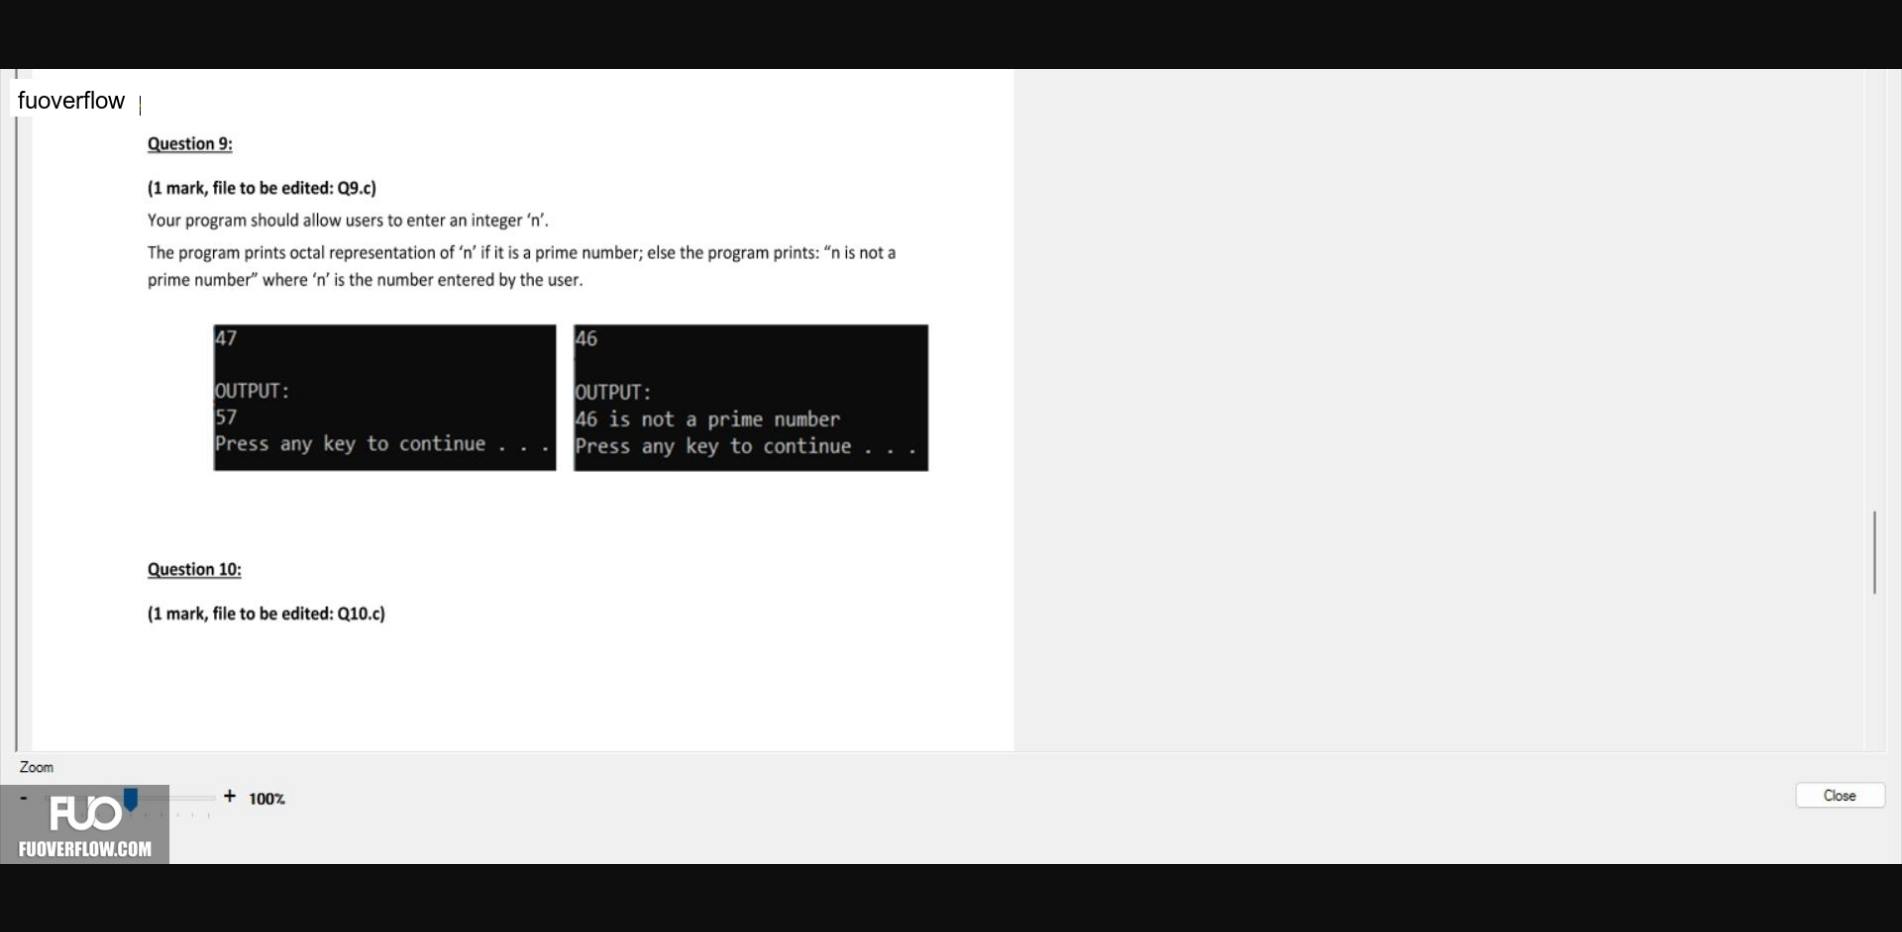 fuoverflow
Question 9:
(1 mark, file to be edited: Q9.c)
Your program should allow users to enter an integer ‘n’.
The program prints octal representation of ‘n’ if it is a prime number; else the program prints: “n is not a
prime number” where ‘n’ is the number entered by the user.
47
OUTPUT:
57
Press any key to continue . . .
46
OUTPUT:
46 is not a prime number
Press any key to continue . . .
Question 10:
(1 mark, file to be edited: Q10.c)
Zoom
- + 100%
Close
FUO
FUOVERFLOW.COM